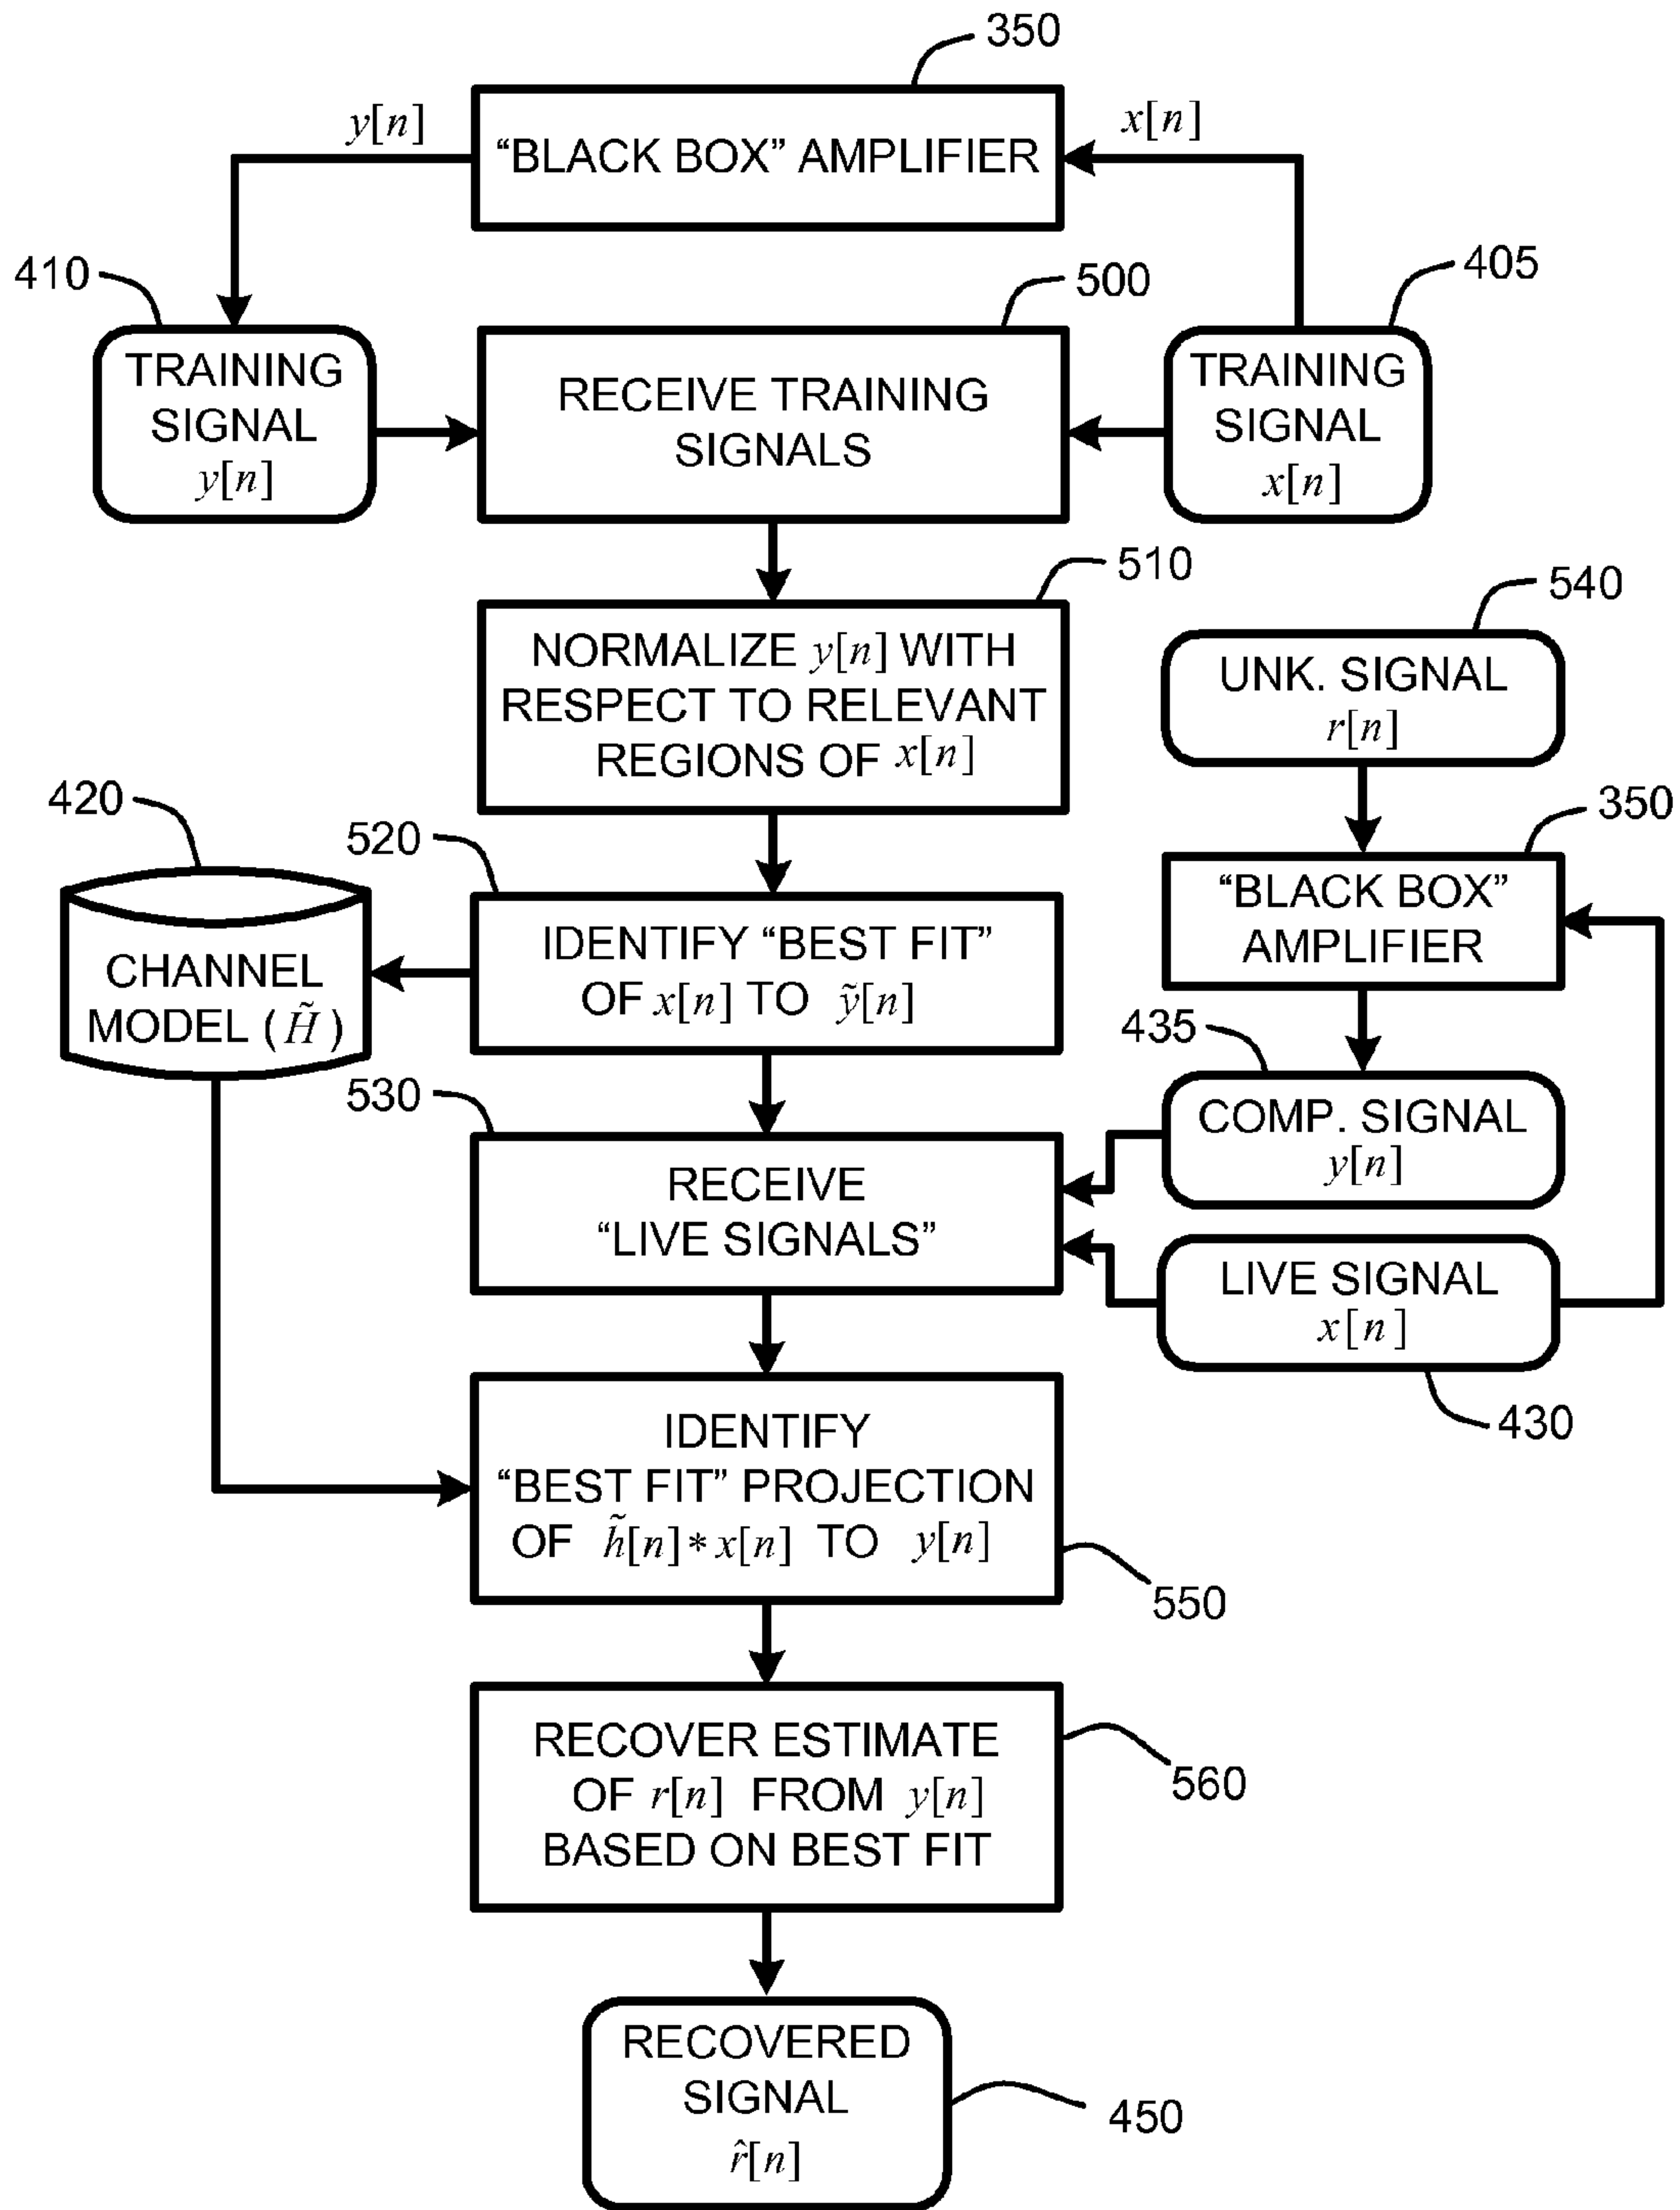 350
y[n]
x[n]
“BLACK BOX” AMPLIFIER
410
500
405
TRAINING
SIGNAL
y[n]
RECEIVE TRAINING
SIGNALS
TRAINING
SIGNAL
x[n]
510
540
NORMALIZE y[n] WITH
RESPECT TO RELEVANT
REGIONS OF x[n]
UNK. SIGNAL
r[n]
420
520
350
CHANNEL
MODEL (H̃)
IDENTIFY “BEST FIT”
OF x[n] TO ỹ[n]
“BLACK BOX”
AMPLIFIER
435
530
COMP. SIGNAL
y[n]
RECEIVE
“LIVE SIGNALS”
LIVE SIGNAL
x[n]
430
IDENTIFY
“BEST FIT” PROJECTION
OF h̃[n]*x[n] TO y[n]
550
RECOVER ESTIMATE
OF r[n] FROM y[n]
BASED ON BEST FIT
560
RECOVERED
SIGNAL
r̂[n]
450